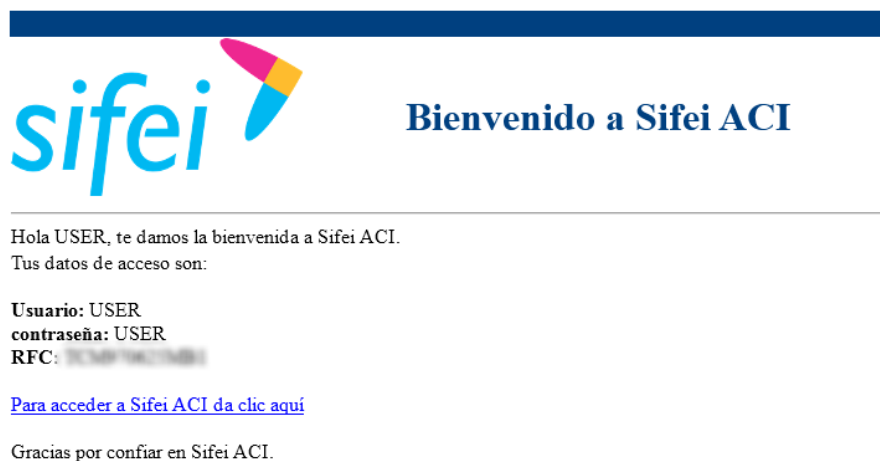 sifei
Bienvenido a Sifei ACI
Hola USER, te damos la bienvenida a Sifei ACI.
Tus datos de acceso son:
Usuario: USER
contraseña: USER
RFC:
Para acceder a Sifei ACI da clic aquí
Gracias por confiar en Sifei ACI.